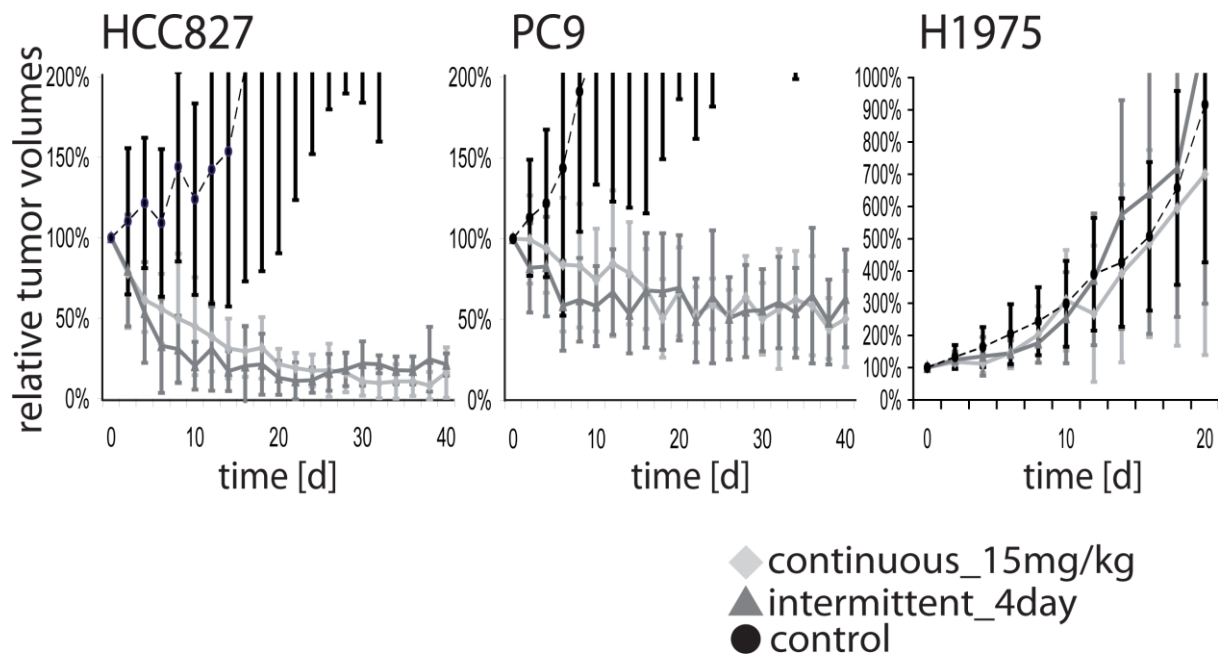 HCC827
PC9
H1975
relative tumor volumes
200%
150%
100%
50%
0%
0 10 20 30 40
time [d]
200%
150%
100%
50%
0%
0 10 20 30 40
time [d]
1000%
900%
800%
700%
600%
500%
400%
300%
200%
100%
0%
0 10 20
time [d]
continuous_15mg/kg
intermittent_4day
control